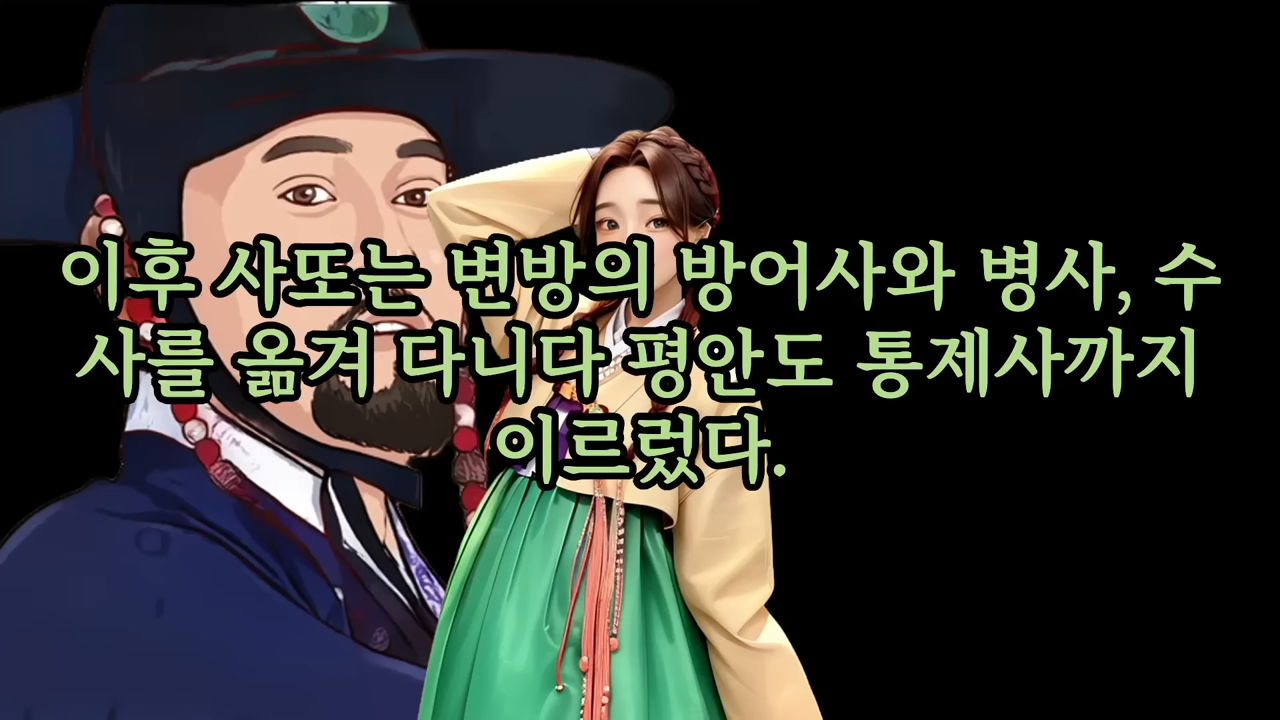 이후 사또는 변방의 방어사와 병사, 수
사를 옮겨 다니다 평안도 통제사까지
이르렀다.